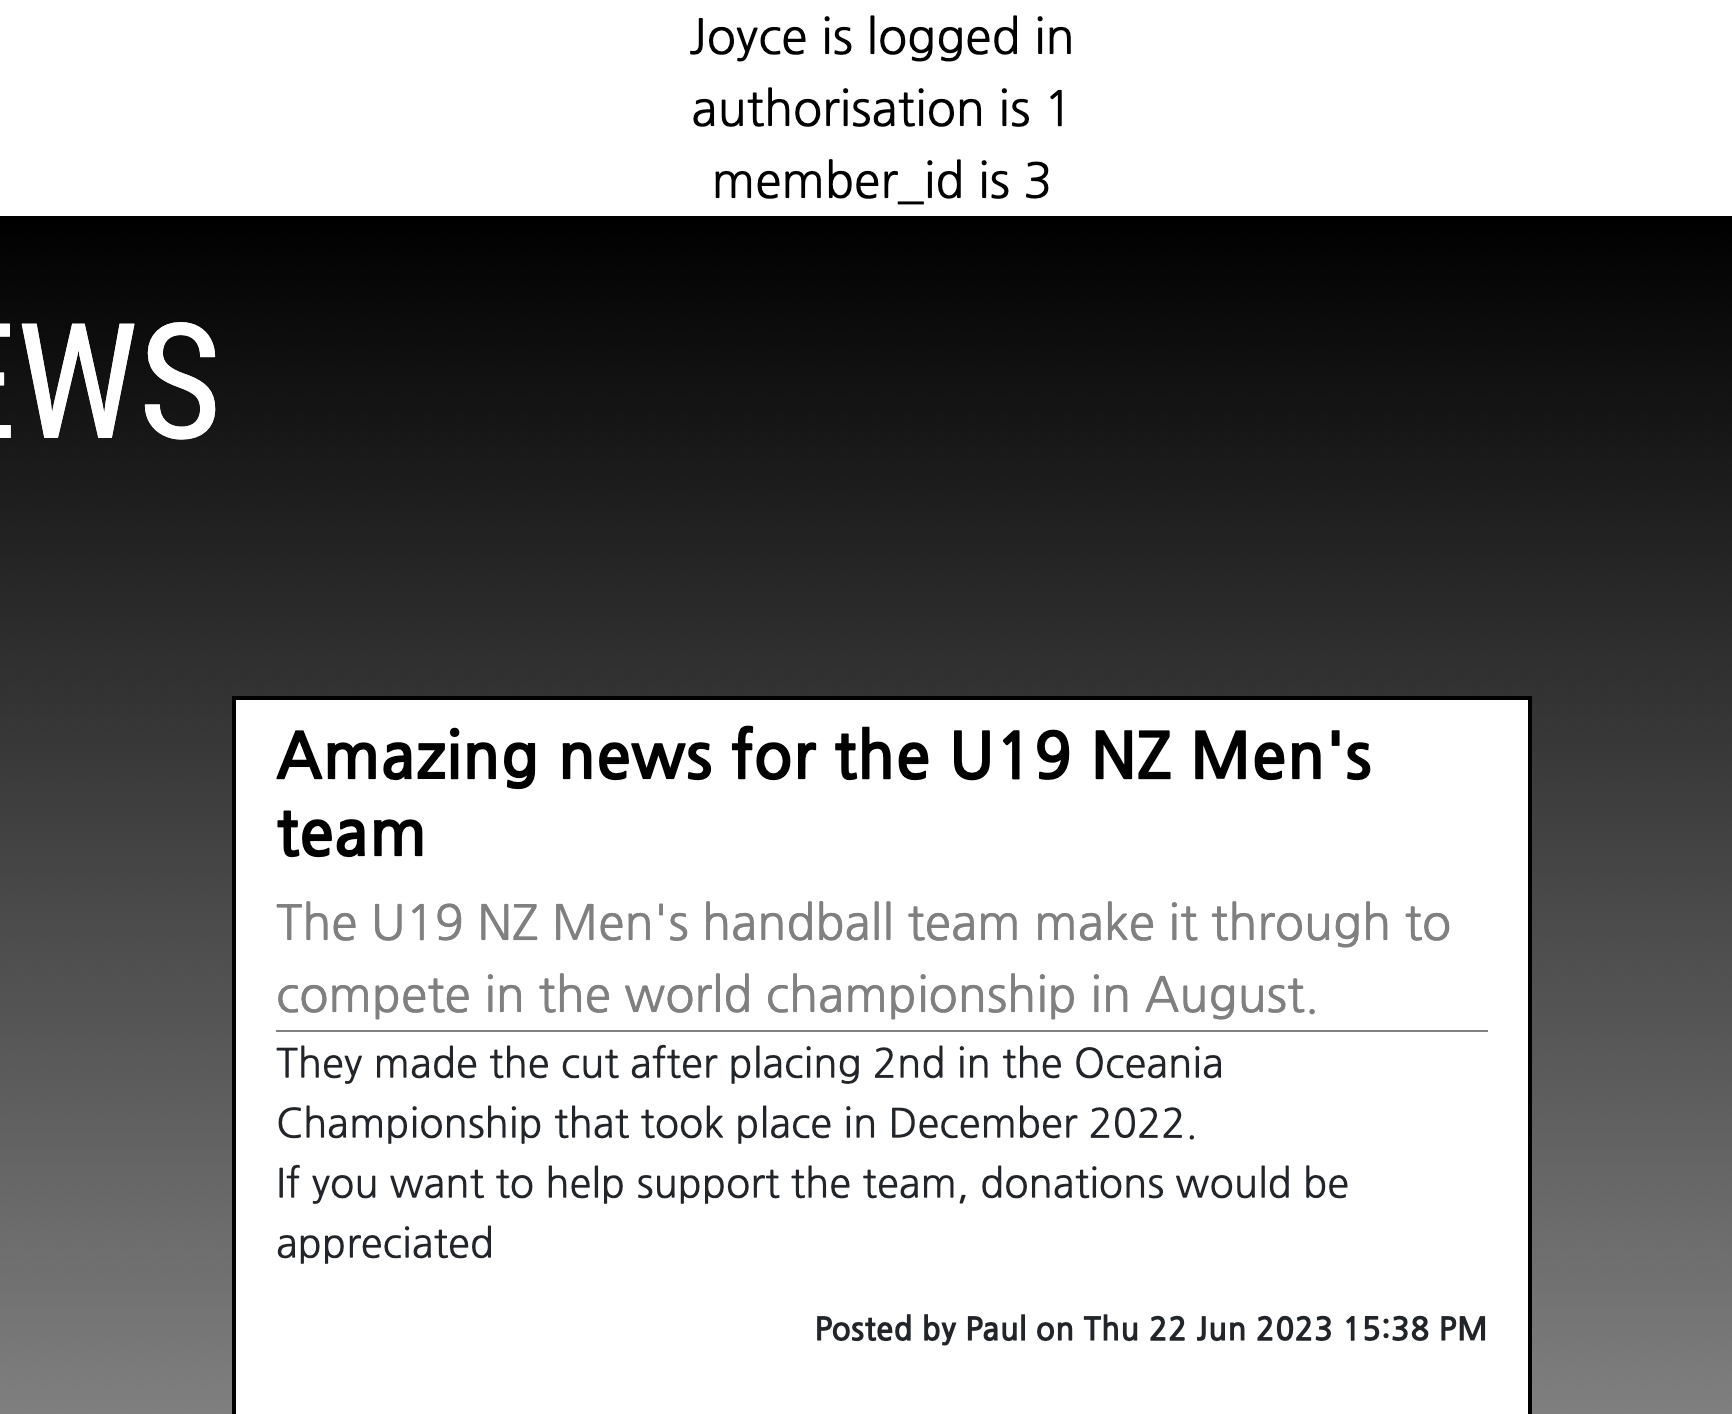 Joyce is logged in
authorisation is 1
member_id is 3
EWS
Amazing news for the U19 NZ Men's
team
The U19 NZ Men's handball team make it through to
compete in the world championship in August.
They made the cut after placing 2nd in the Oceania
Championship that took place in December 2022.
If you want to help support the team, donations would be
appreciated
Posted by Paul on Thu 22 Jun 2023 15:38 PM